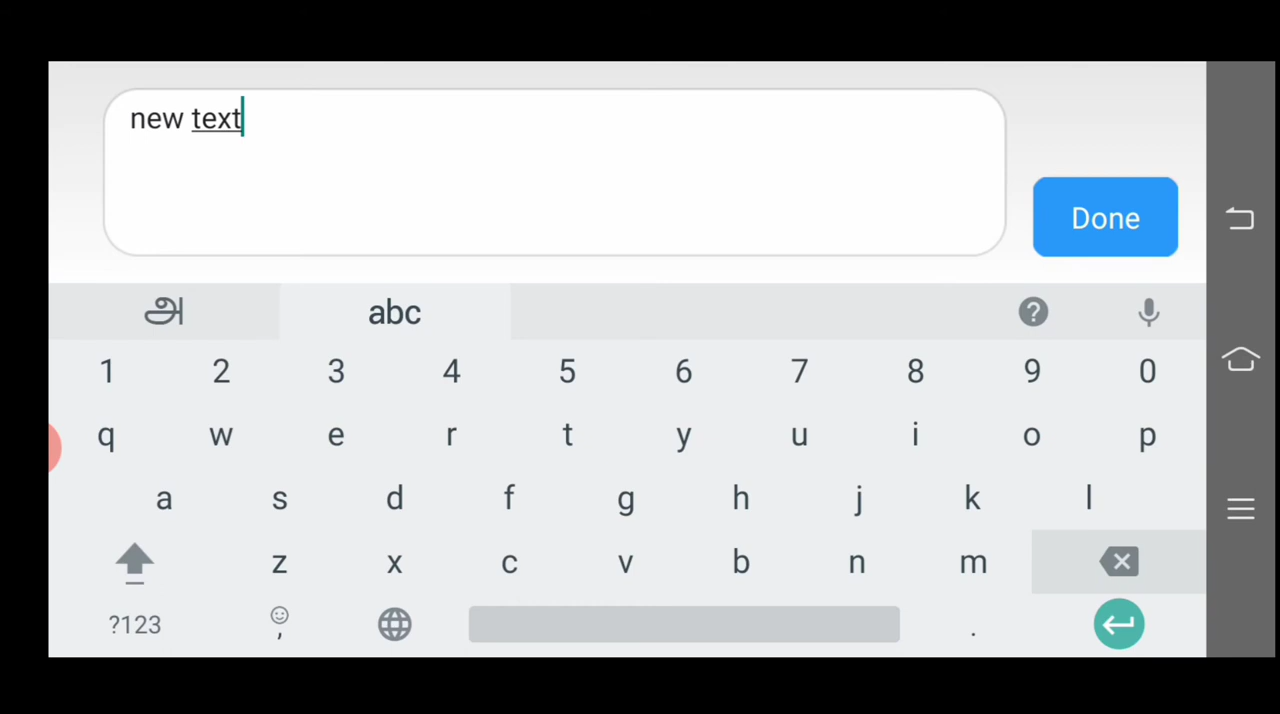 new text
Done
அ abc
1 2 3 4 5 6 7 8 9 0
q w e r t y u i o p
a s d f g h j k l
z x c v b n m
?123 , .